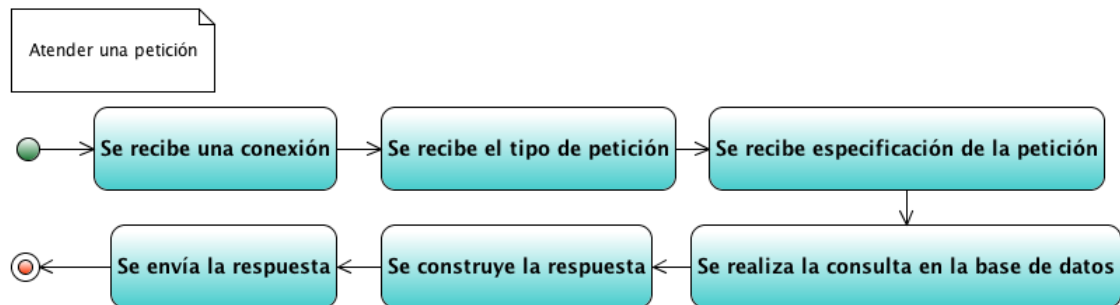 Atender una petición
Se recibe una conexión
Se recibe el tipo de petición
Se recibe especificación de la petición
Se envía la respuesta
Se construye la respuesta
Se realiza la consulta en la base de datos